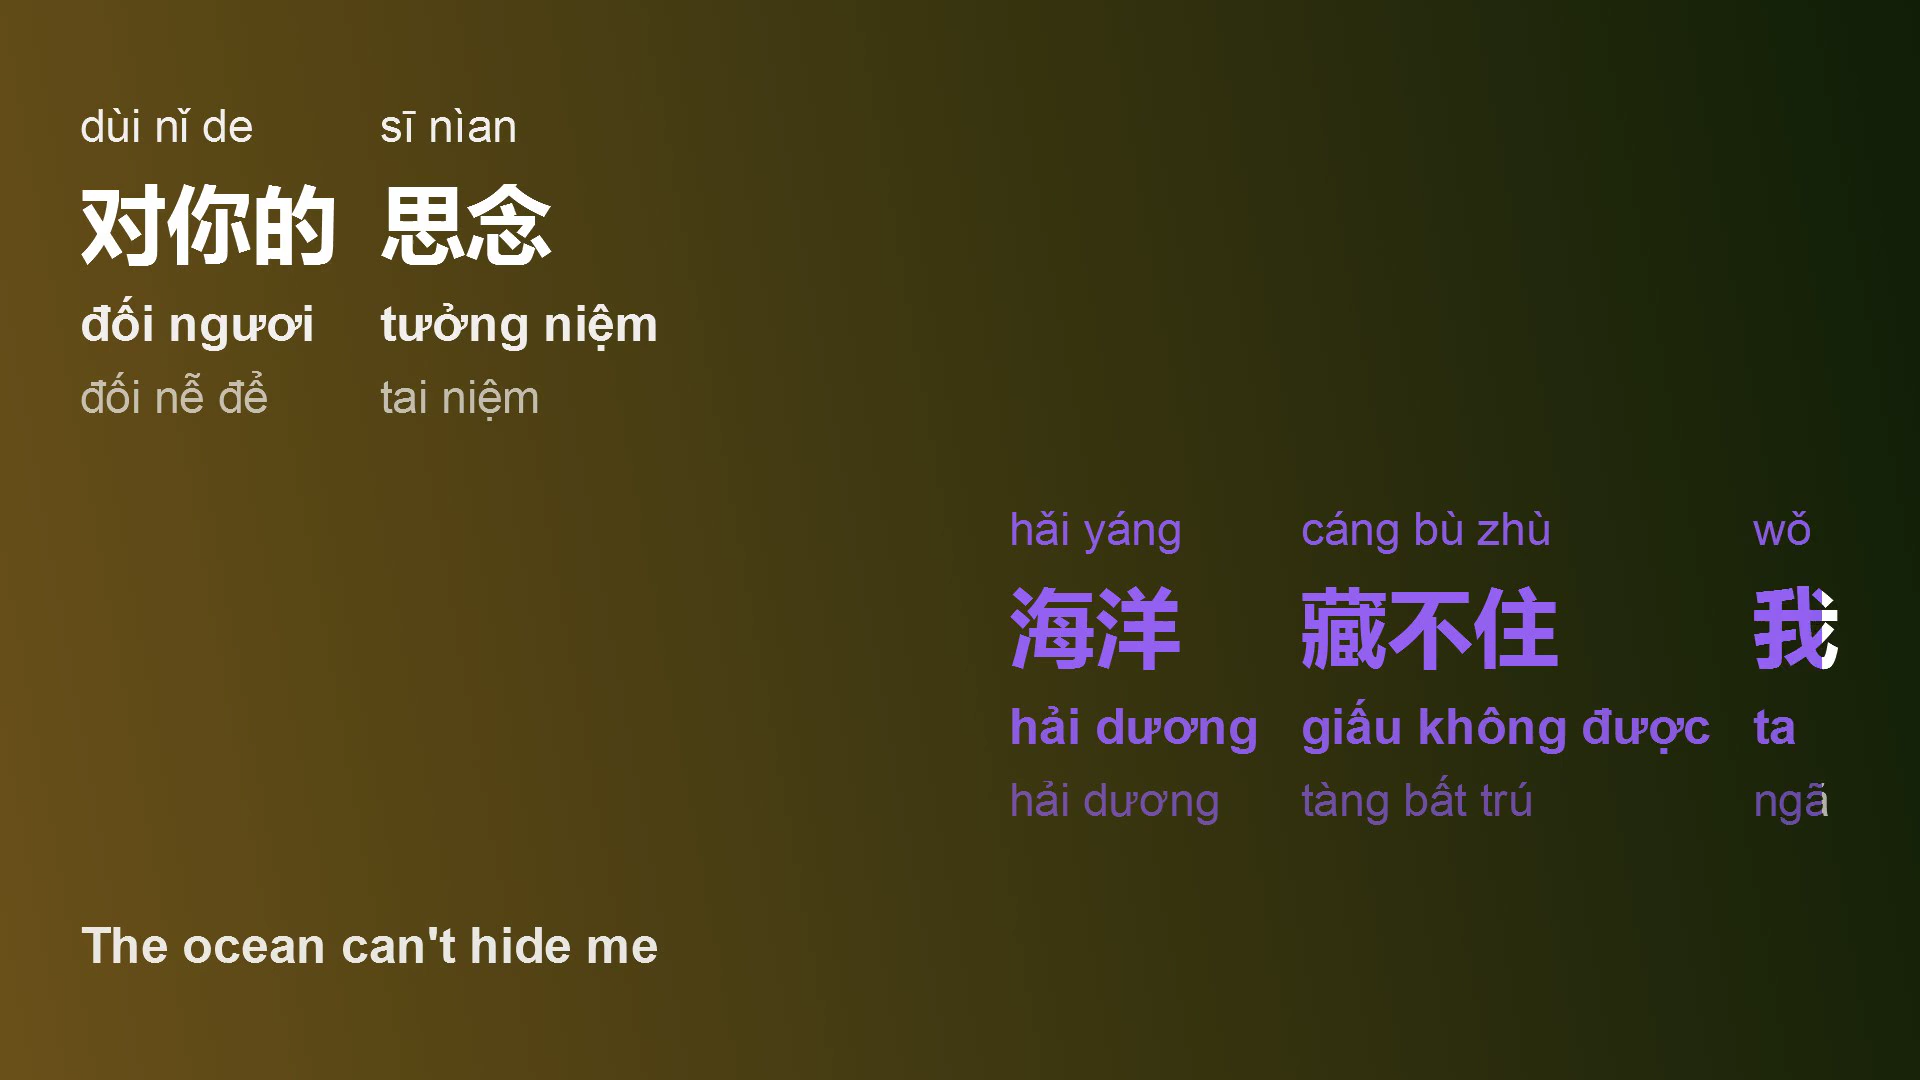 dùi nǐ de sī nìan
对你的 思念
đối ngươi tưởng niệm
đối nễ để tai niệm
hǎi yáng cáng bù zhù wǒ
海洋 藏不住 我
hải dương giấu không được ta
hải dương tàng bất trú ngã
The ocean can't hide me